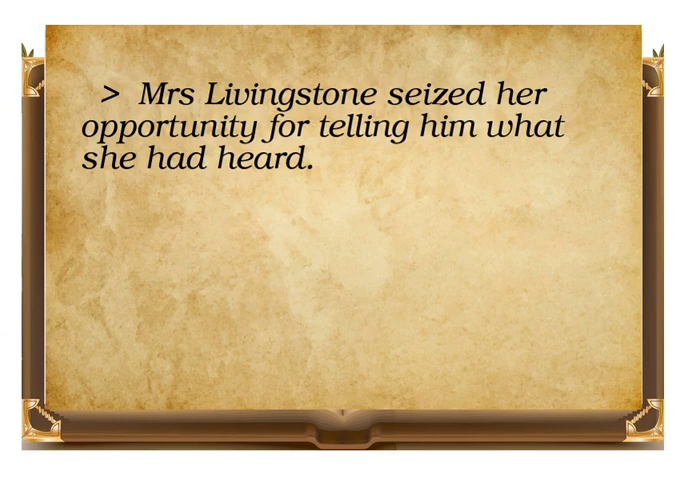 > Mrs Livingstone seized her
opportunity for telling him what
she had heard.